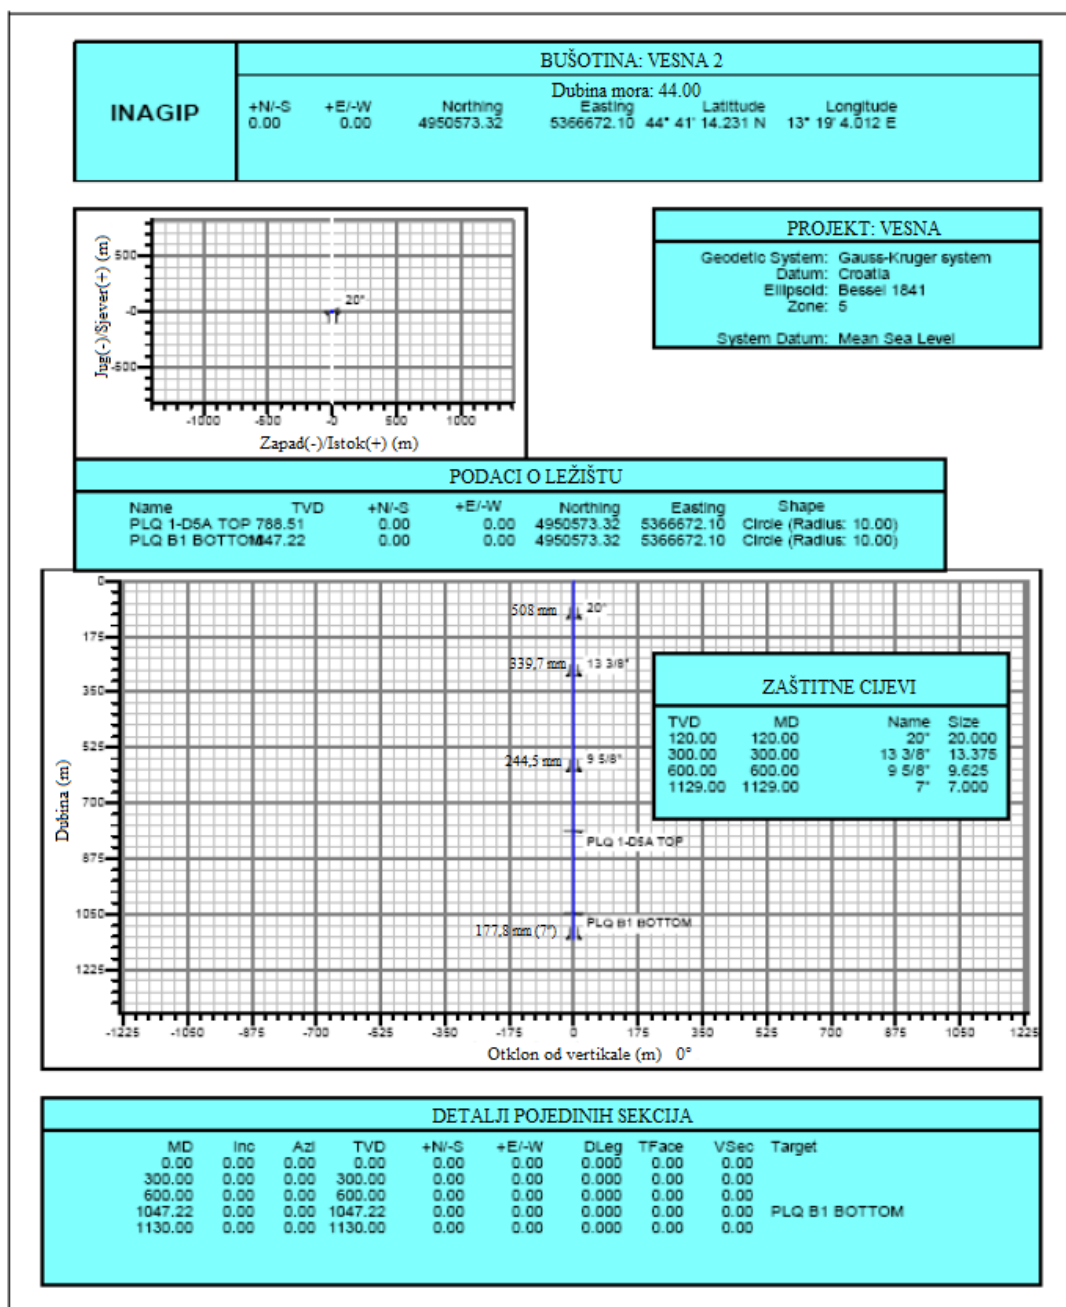 BUŠOTINA: VESNA 2
INAGIP
Dubina mora: 44.00
+N/-S +E/-W Northing Easting Latittude Longitude
0.00 0.00 4950573.32 5366672.10 44° 41' 14.231 N 13° 19' 4.012 E
Jug(-)/Sjever(+) (m)
500
-0
-500
20"
-1000 -500 -0 500 1000
Zapad(-)/Istok(+) (m)
PROJEKT: VESNA
Geodetic System: Gauss-Kruger system
Datum: Croatia
Ellipsoid: Bessel 1841
Zone: 5
System Datum: Mean Sea Level
PODACI O LEŽIŠTU
Name TVD +N/-S +E/-W Northing Easting Shape
PLQ 1-D5A TOP 788.51 0.00 0.00 4950573.32 5366672.10 Circle (Radius: 10.00)
PLQ B1 BOTTOM 1047.22 0.00 0.00 4950573.32 5366672.10 Circle (Radius: 10.00)
Dubina (m)
0
175
350
525
700
875
1050
1225
508 mm 20"
339,7 mm 13 3/8"
244,5 mm 9 5/8"
PLQ 1-D5A TOP
PLQ B1 BOTTOM
177,8 mm (7")
ZAŠTITNE CIJEVI
TVD MD Name Size
120.00 120.00 20" 20.000
300.00 300.00 13 3/8" 13.375
600.00 600.00 9 5/8" 9.625
1129.00 1129.00 7" 7.000
-1225 -1050 -875 -700 -525 -350 -175 0 175 350 525 700 875 1050 1225
Otklon od vertikale (m) 0°
DETALJI POJEDINIH SEKCIJA
MD Inc Azi TVD +N/-S +E/-W DLeg TFace VSec Target
0.00 0.00 0.00 0.00 0.00 0.00 0.000 0.00 0.00
300.00 0.00 0.00 300.00 0.00 0.00 0.000 0.00 0.00
600.00 0.00 0.00 600.00 0.00 0.00 0.000 0.00 0.00
1047.22 0.00 0.00 1047.22 0.00 0.00 0.000 0.00 0.00 PLQ B1 BOTTOM
1130.00 0.00 0.00 1130.00 0.00 0.00 0.000 0.00 0.00